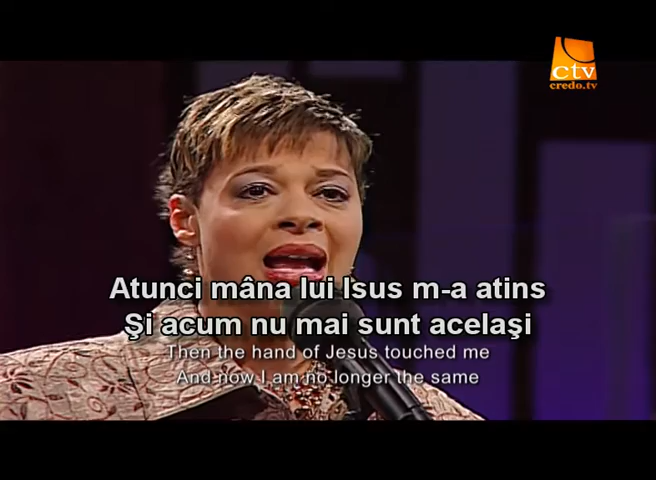 ctv
credo.tv
Atunci mâna lui Isus m-a atins
Şi acum nu mai sunt acelaşi
Then the hand of Jesus touched me
And now I am no longer the same